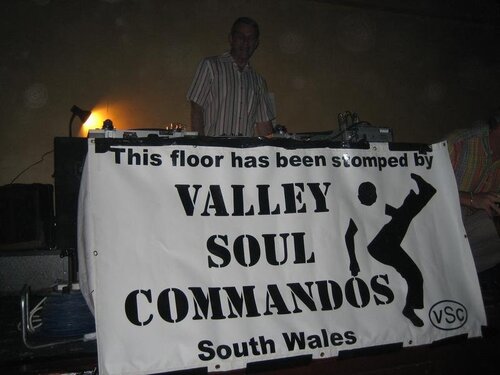 This floor has been stomped by
VALLEY
SOUL
COMMANDOS
South Wales
VSC